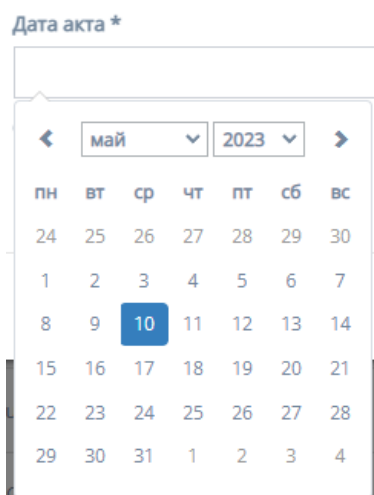 Дата акта *
май 2023
пн вт ср чт пт сб вс
24 25 26 27 28 29 30
1 2 3 4 5 6 7
8 9 10 11 12 13 14
15 16 17 18 19 20 21
22 23 24 25 26 27 28
29 30 31 1 2 3 4